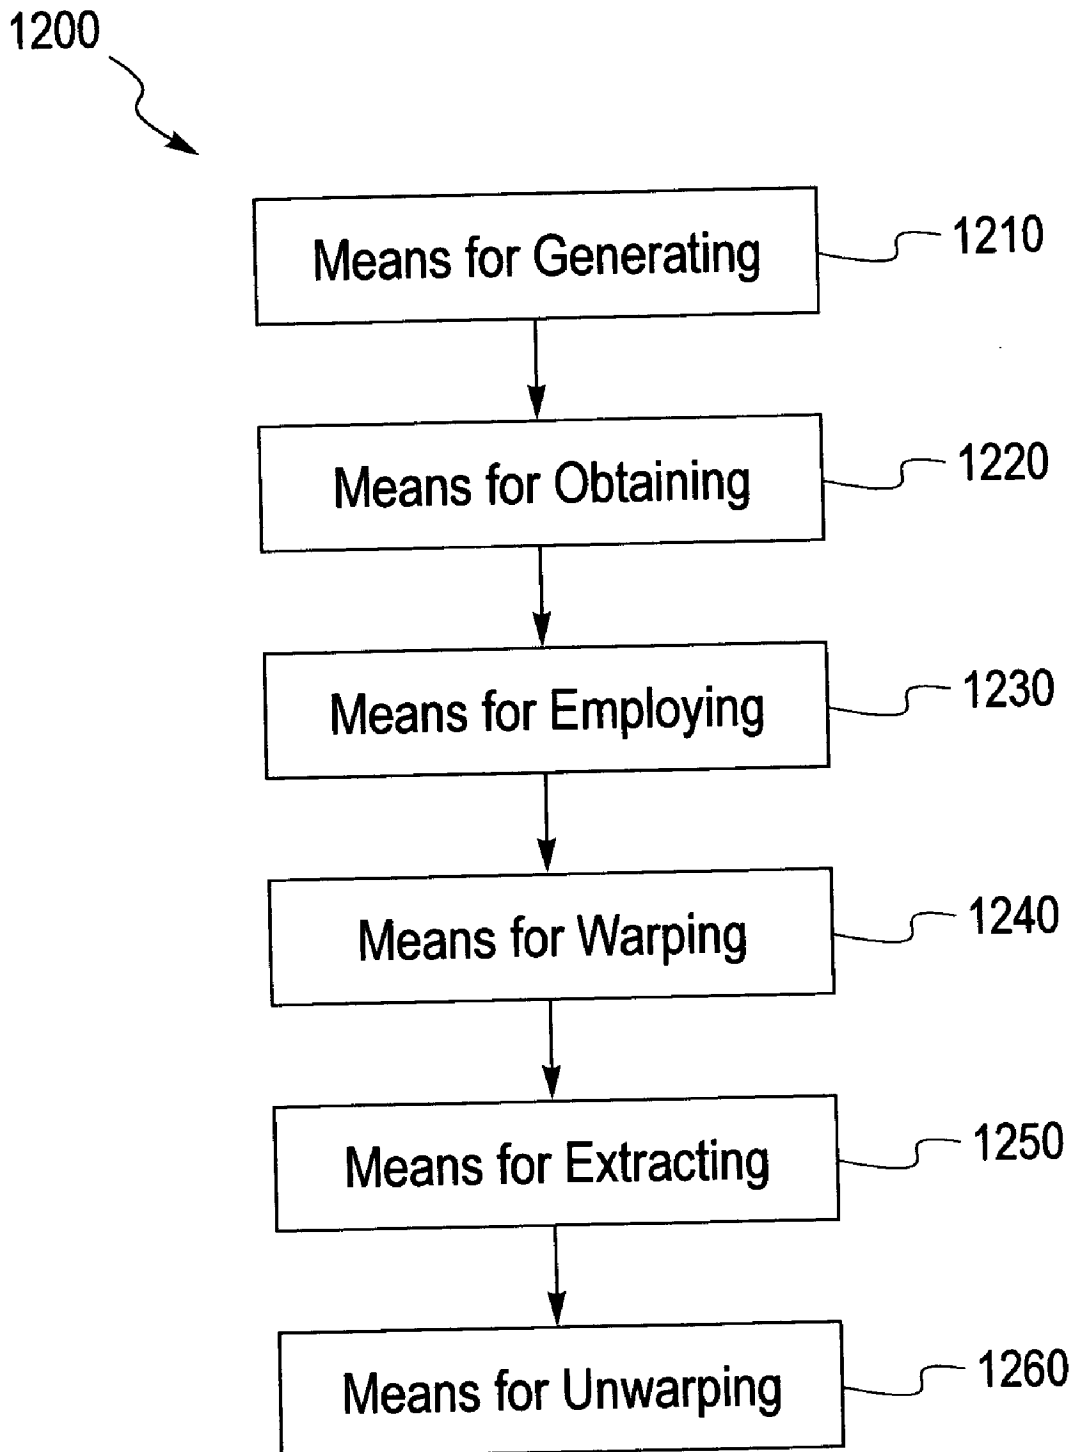 1200
Means for Generating
1210
Means for Obtaining
1220
Means for Employing
1230
Means for Warping
1240
Means for Extracting
1250
Means for Unwarping
1260